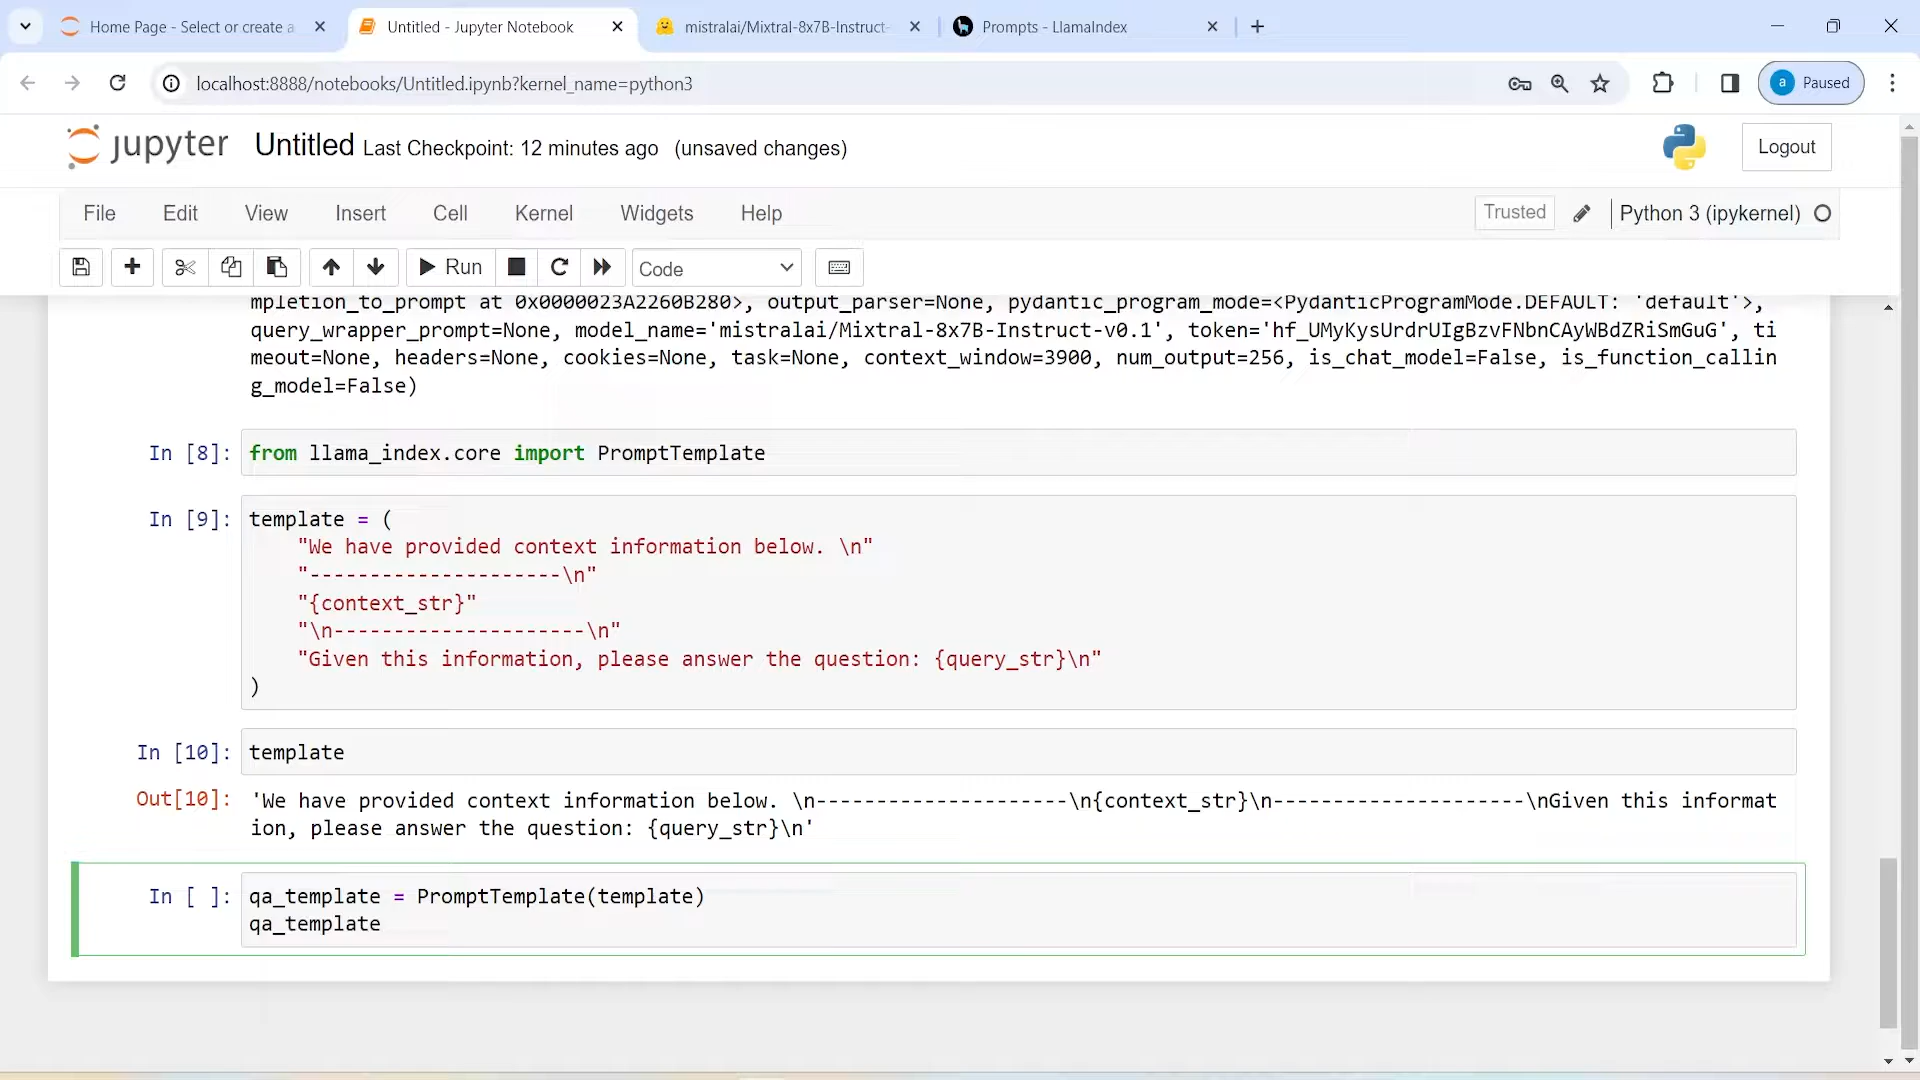 Home Page - Select or create a
Untitled - Jupyter Notebook
mistralai/Mixtral-8x7B-Instruct-
Prompts - LlamaIndex
localhost:8888/notebooks/Untitled.ipynb?kernel_name=python3
a Paused
jupyter Untitled Last Checkpoint: 12 minutes ago (unsaved changes)
Logout
File Edit View Insert Cell Kernel Widgets Help
Trusted
Python 3 (ipykernel)
Run
Code
mpletion_to_prompt at 0x0000023A2260B280>, output_parser=None, pydantic_program_mode=<PydanticProgramMode.DEFAULT: 'default'>,
query_wrapper_prompt=None, model_name='mistralai/Mixtral-8x7B-Instruct-v0.1', token='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', ti
meout=None, headers=None, cookies=None, task=None, context_window=3900, num_output=256, is_chat_model=False, is_function_callin
g_model=False)
In [8]: from llama_index.core import PromptTemplate
In [9]: template = (
"We have provided context information below. \n"
"---------------------\n"
"{context_str}"
"\n---------------------\n"
"Given this information, please answer the question: {query_str}\n"
)
In [10]: template
Out[10]: 'We have provided context information below. \n---------------------\n{context_str}\n---------------------\nGiven this informat
ion, please answer the question: {query_str}\n'
In [ ]: qa_template = PromptTemplate(template)
qa_template